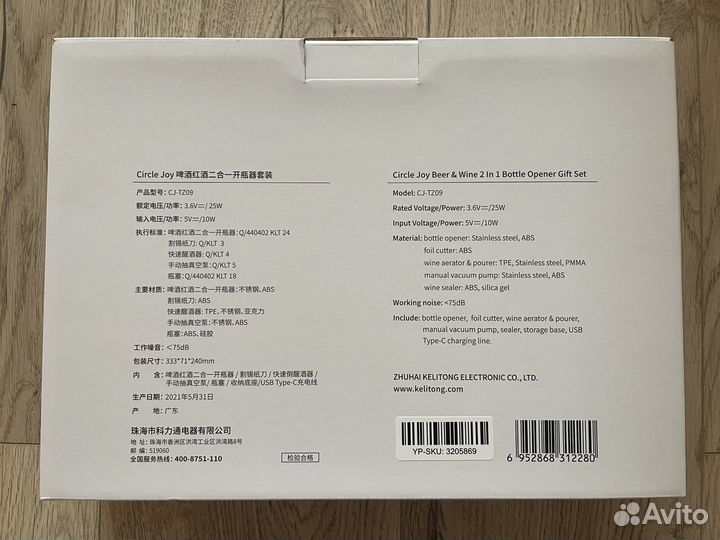 Circle Joy 啤酒红酒二合一开瓶器套装
产品型号: CJ-TZ09
额定电压/功率: 3.6V⎓/ 25W
输入电压/功率: 5V⎓/10W
执行标准: 啤酒红酒二合一开瓶器: Q/440402 KLT 24
割锡纸刀: Q/KLT 3
快速醒酒器: Q/KLT 4
手动抽真空泵: Q/KLT 5
瓶塞: Q/440402 KLT 18
主要材质: 啤酒红酒二合一开瓶器: 不锈钢、ABS
割锡纸刀: ABS
快速醒酒器: TPE、不锈钢、亚克力
手动抽真空泵: 不锈钢、ABS
瓶塞: ABS、硅胶
工作噪音: <75dB
包装尺寸: 333*71*240mm
内 含: 啤酒红酒二合一开瓶器 / 割锡纸刀 / 快速倒酒醒酒器 /
手动抽真空泵 / 瓶塞 / 收纳底座/USB Type-C充电线
生产日期: 2021年5月31日
产 地: 广东
珠海市科力通电器有限公司
地 址: 珠海市香洲区洪湾工业区洪湾路8号
邮 编: 519060
全国服务热线: 400-8751-110
检验合格
Circle Joy Beer & Wine 2 In 1 Bottle Opener Gift Set
Model: CJ-TZ09
Rated Voltage/Power: 3.6V⎓/25W
Input Voltage/Power: 5V⎓/10W
Material: bottle opener: Stainless steel, ABS
foil cutter: ABS
wine aerator & pourer: TPE, Stainless steel, PMMA
manual vacuum pump: Stainless steel, ABS
wine sealer: ABS, silica gel
Working noise: <75dB
Include: bottle opener, foil cutter, wine aerator & pourer,
manual vacuum pump, sealer, storage base, USB
Type-C charging line.
ZHUHAI KELITONG ELECTRONIC CO., LTD.
www.kelitong.com
YP-SKU: 3205869
6 952868 312280
Avito